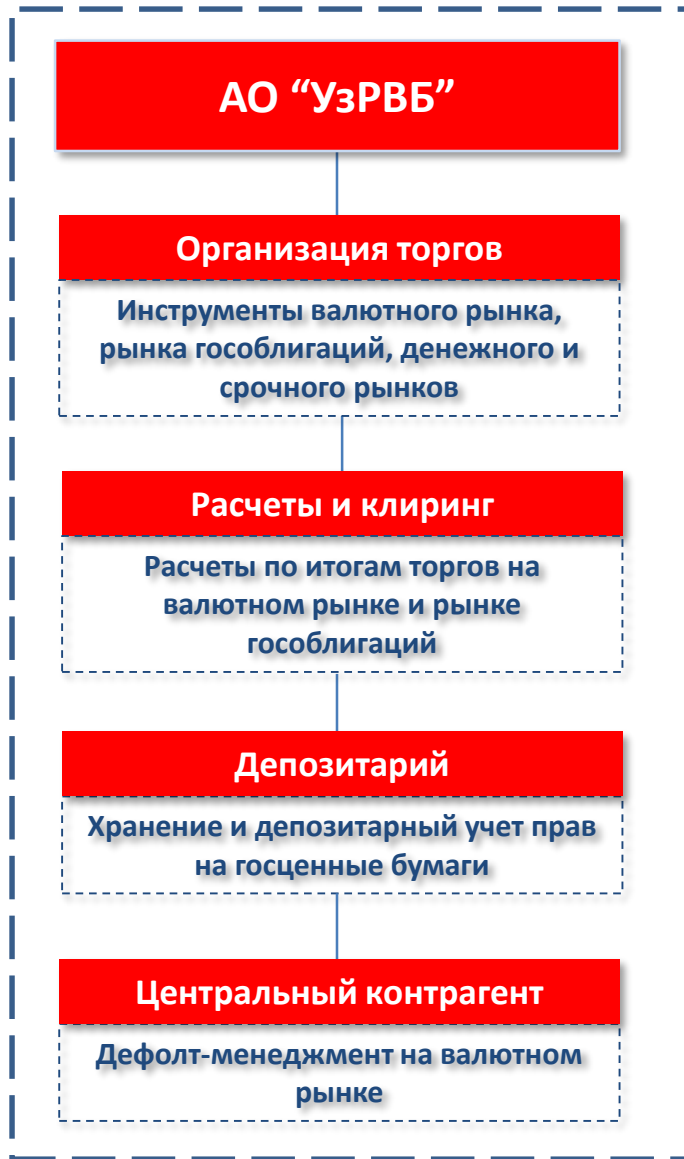 АО “УзРВБ”
Организация торгов
Инструменты валютного рынка,
рынка гособлигаций, денежного и
срочного рынков
Расчеты и клиринг
Расчеты по итогам торгов на
валютном рынке и рынке
гособлигаций
Депозитарий
Хранение и депозитарный учет прав
на госценные бумаги
Центральный контрагент
Дефолт-менеджмент на валютном
рынке